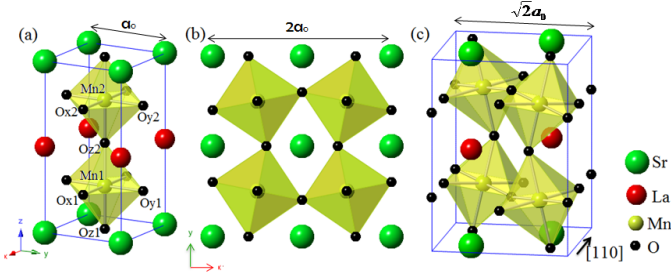 (a)
a₀
Mn2
Ox2
Oy2
Oz2
Mn1
Ox1
Oy1
Oz1
z
x
y
(b)
2a₀
y
x
(c)
√2a₀
[110]
Sr
La
Mn
O